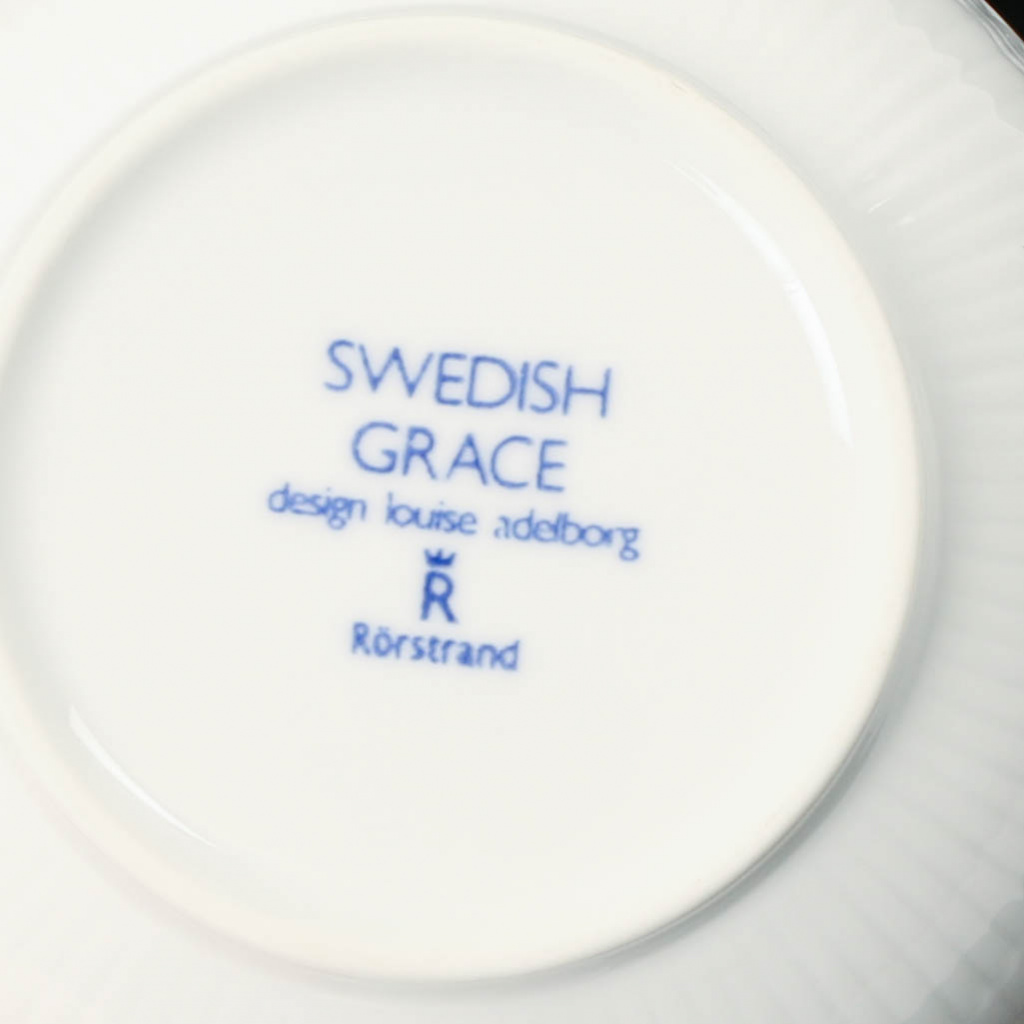 SWEDISH
GRACE
design louise adelborg
R
Rörstrand